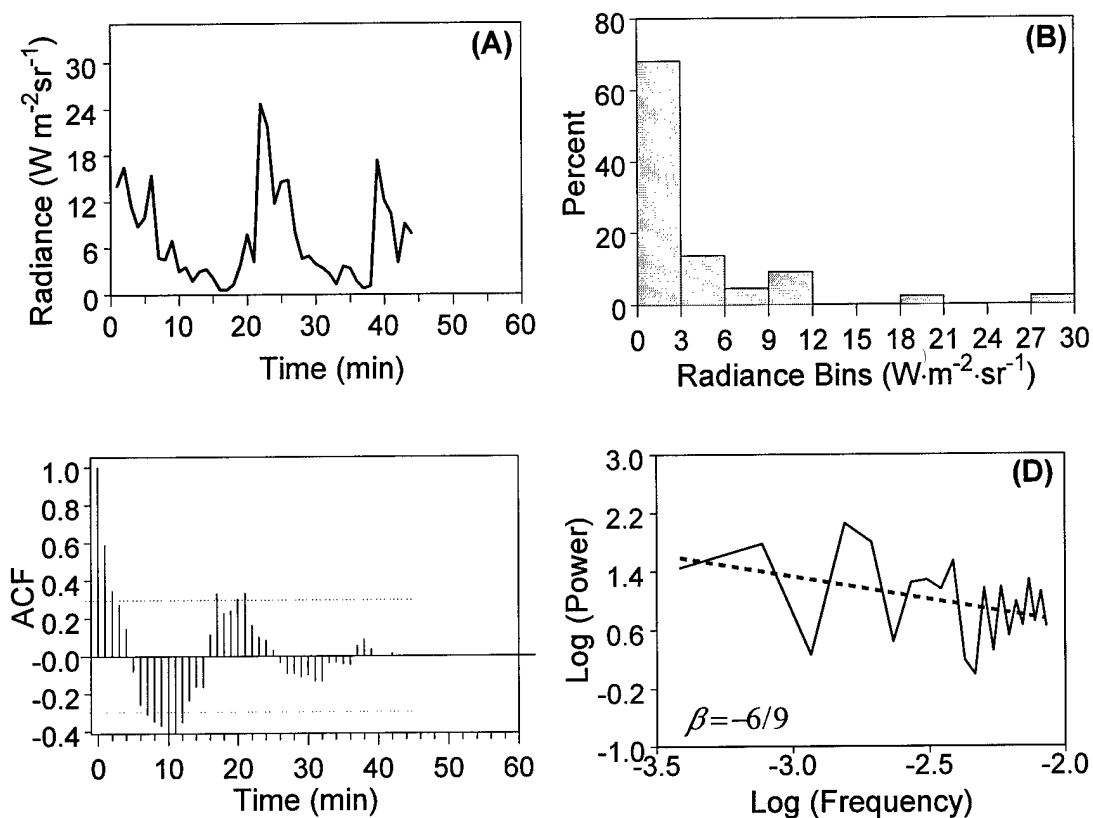 (A)
Radiance (W m-2sr-1)
30
24
18
12
6
0
0 10 20 30 40 50 60
Time (min)
(B)
Percent
80
60
40
20
0
0 3 6 9 12 15 18 21 24 27 30
Radiance Bins (W·m-2·sr-1)
ACF
1.0
0.8
0.6
0.4
0.2
-0.0
-0.2
-0.4
0 10 20 30 40 50 60
Time (min)
(D)
Log (Power)
3.0
2.2
1.4
0.6
-0.2
-1.0
β=-6/9
-3.5 -3.0 -2.5 -2.0
Log (Frequency)